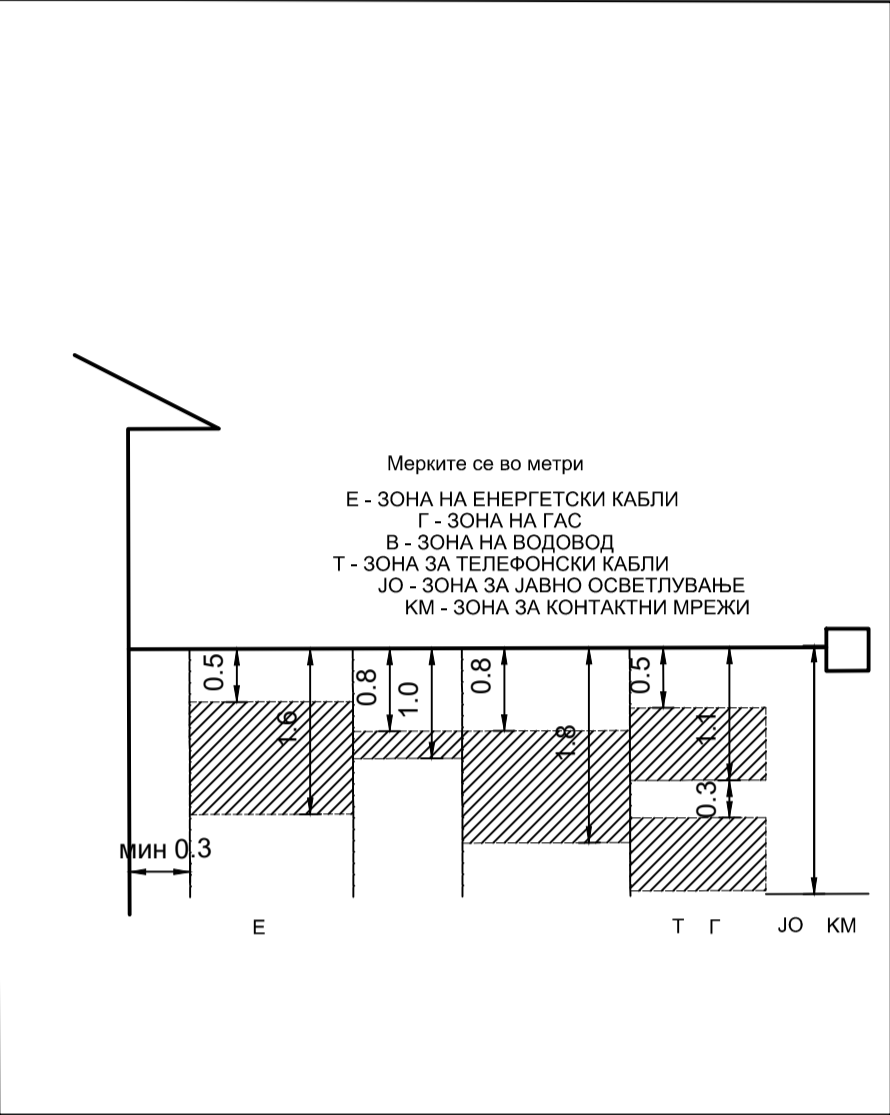 Мерките се во метри
Е - ЗОНА НА ЕНЕРГЕТСКИ КАБЛИ
Г - ЗОНА НА ГАС
В - ЗОНА НА ВОДОВОД
Т - ЗОНА ЗА ТЕЛЕФОНСКИ КАБЛИ
ЈО - ЗОНА ЗА ЈАВНО ОСВЕТЛУВАЊЕ
КМ - ЗОНА ЗА КОНТАКТНИ МРЕЖИ
0.5
1.6
0.8
1.0
0.8
1.8
0.5
1.1
0.3
мин 0.3
Е
Т Г ЈО КМ